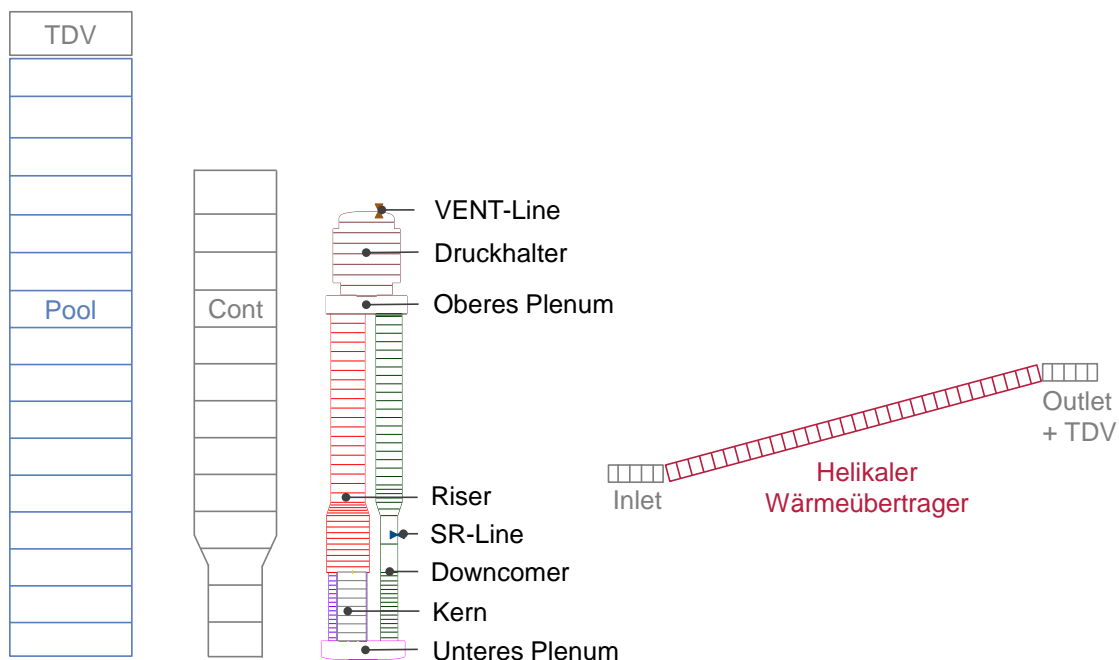 TDV
Pool
Cont
VENT-Line
Druckhalter
Oberes Plenum
Riser
SR-Line
Downcomer
Kern
Unteres Plenum
Inlet
Helikaler
Wärmeübertrager
Outlet
+ TDV